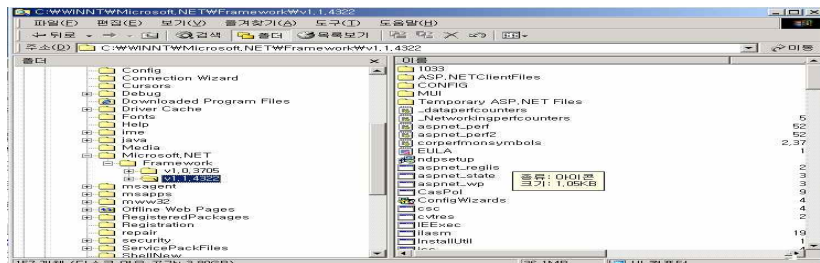 C:\WINNT\Microsoft.NET\Framework\v1.1.4322
파일(F) 편집(E) 보기(V) 즐겨찾기(A) 도구(T) 도움말(H)
뒤로 검색 폴더 목록보기
주소(D) C:\WINNT\Microsoft.NET\Framework\v1.1.4322 이동
폴더
Config
Connection Wizard
Cursors
Debug
Downloaded Program Files
Driver Cache
Fonts
Help
ime
java
Media
Microsoft.NET
Framework
v1.0.3705
v1.1.4322
msagent
msapps
mww32
Offline Web Pages
RegisteredPackages
Registration
repair
security
ServicePackFiles
ShellNew
이름
1033
ASP.NETClientFiles
CONFIG
MUI
Temporary ASP.NET Files
_dataperfcounters
_Networkingperfcounters 5
aspnet_perf 52
aspnet_perf2 52
corperfmonsymbols 2,37
EULA 1
ndpsetup
aspnet_regiis 2
aspnet_state 3
aspnet_wp 3
CasPol 9
ConfigWizards 4
csc 4
cvtres 2
IEExec
ilasm 19
InstallUtil 1
종류: 아이콘
크기: 1.05KB